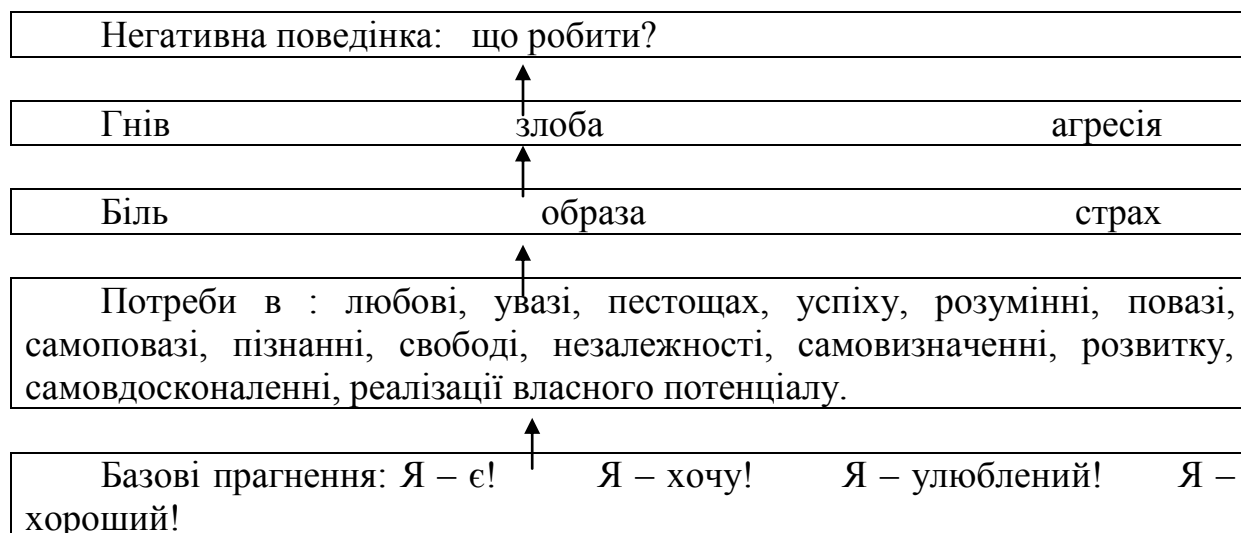 Негативна поведінка: що робити?
Гнів злоба агресія
Біль образа страх
Потреби в : любові, увазі, пестощах, успіху, розумінні, повазі,
самоповазі, пізнанні, свободі, незалежності, самовизначенні, розвитку,
самовдосконаленні, реалізації власного потенціалу.
Базові прагнення: Я – є! Я – хочу! Я – улюблений! Я –
хороший!